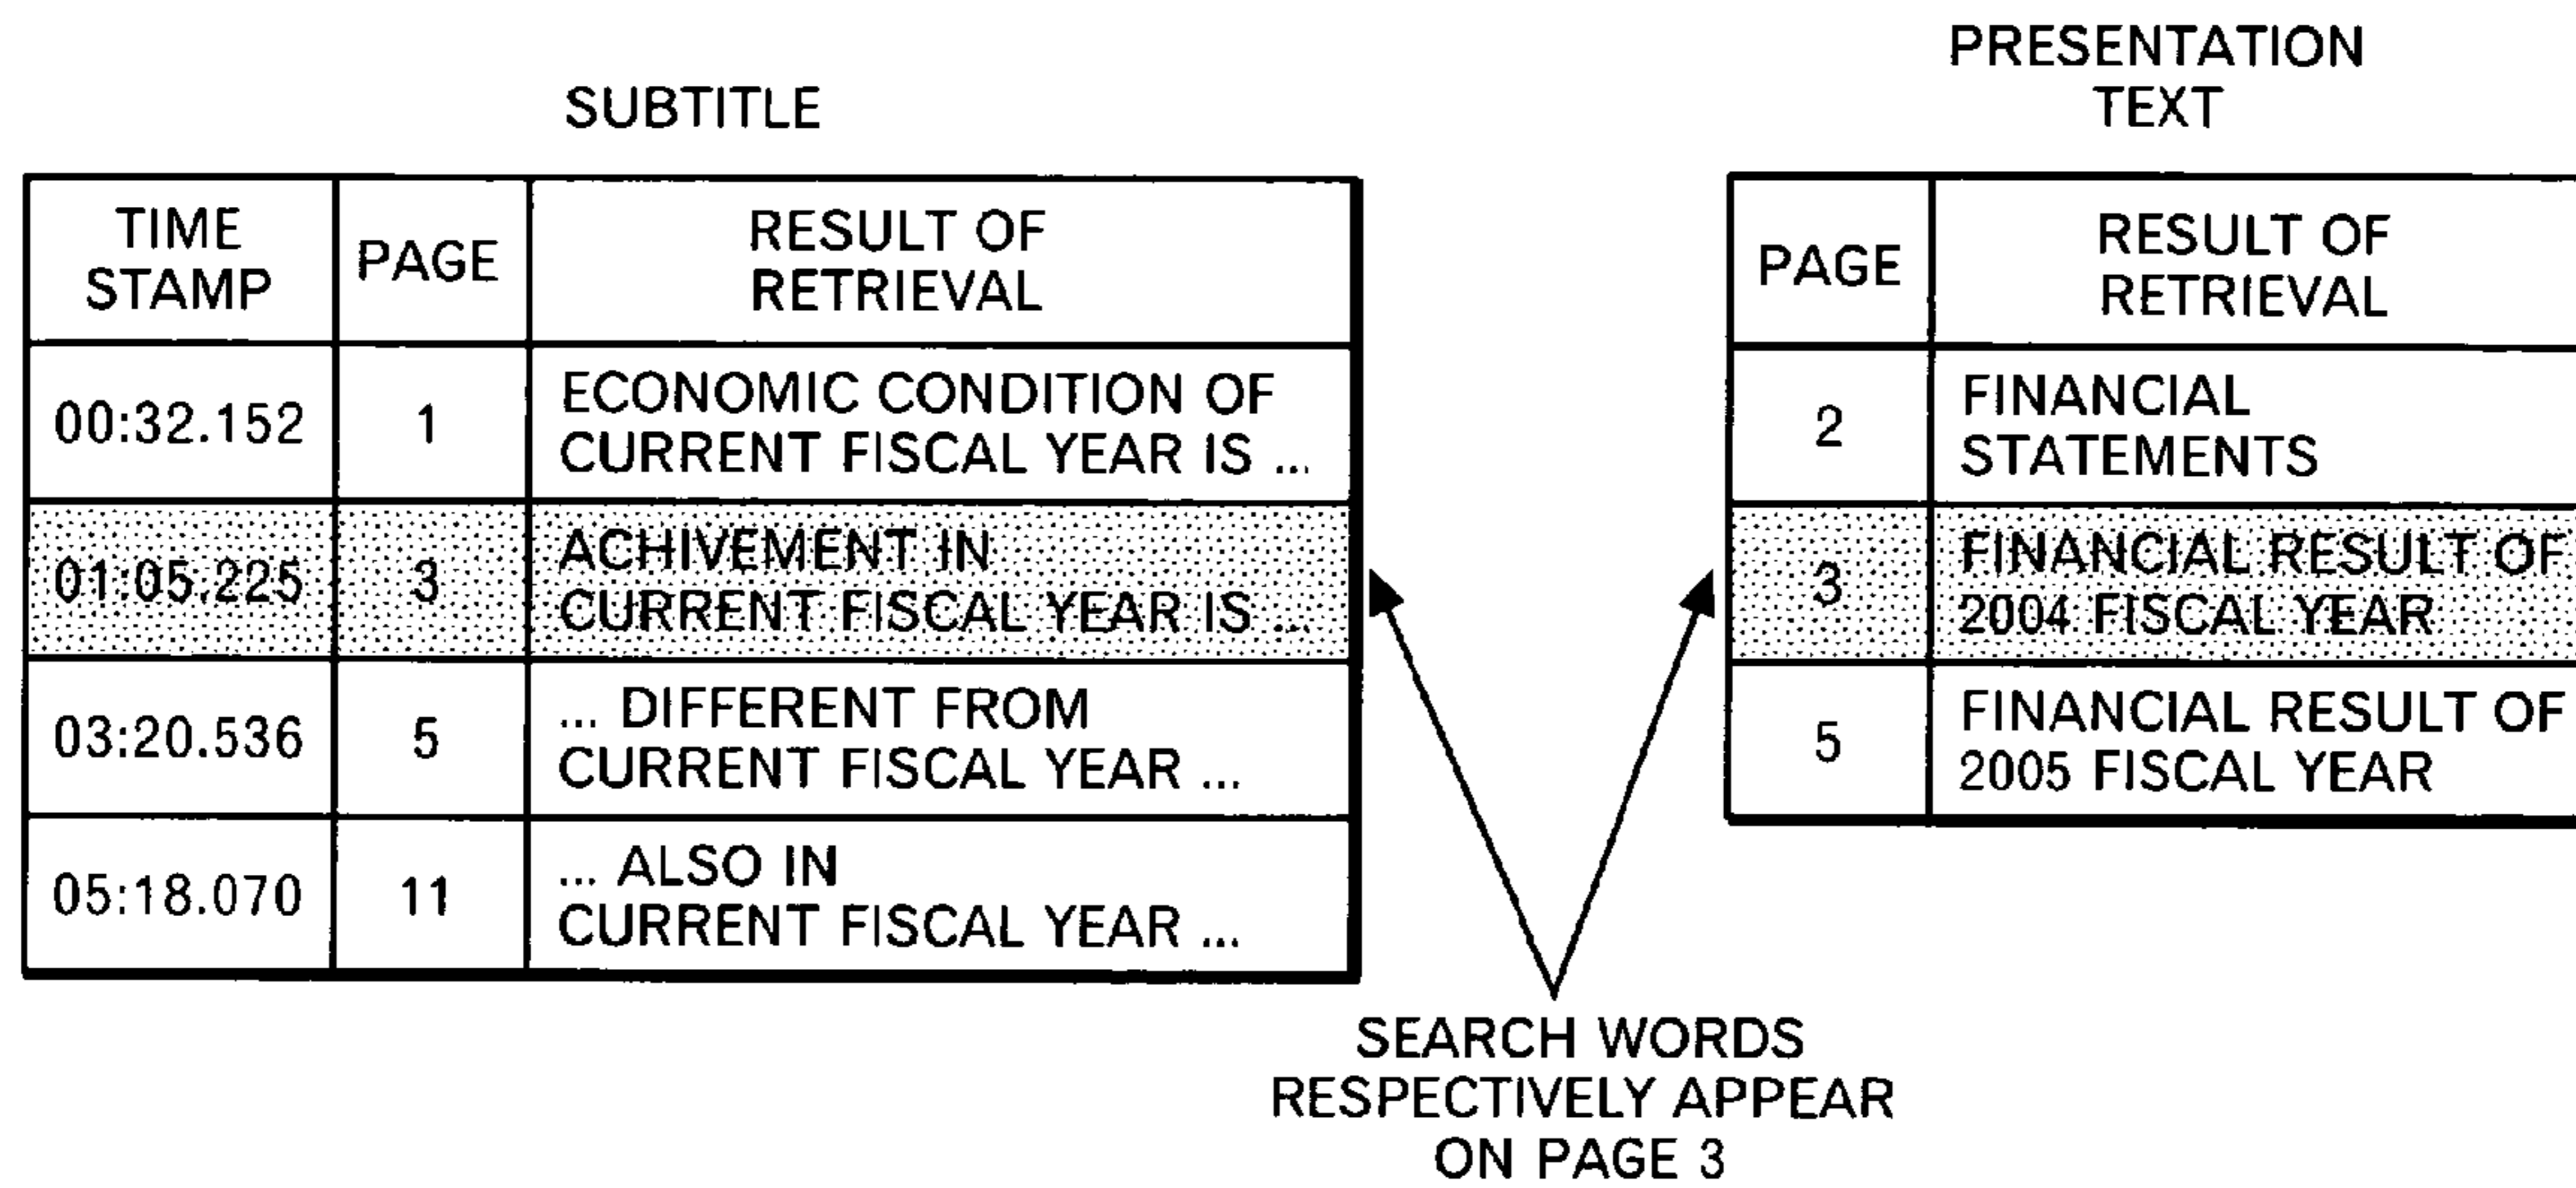 SUBTITLE
TIME
STAMP
PAGE
RESULT OF
RETRIEVAL
00:32.152
1
ECONOMIC CONDITION OF
CURRENT FISCAL YEAR IS ...
01:05.225
3
ACHIVEMENT IN
CURRENT FISCAL YEAR IS ...
03:20.536
5
... DIFFERENT FROM
CURRENT FISCAL YEAR ...
05:18.070
11
... ALSO IN
CURRENT FISCAL YEAR ...
PRESENTATION
TEXT
PAGE
RESULT OF
RETRIEVAL
2
FINANCIAL
STATEMENTS
3
FINANCIAL RESULT OF
2004 FISCAL YEAR
5
FINANCIAL RESULT OF
2005 FISCAL YEAR
SEARCH WORDS
RESPECTIVELY APPEAR
ON PAGE 3